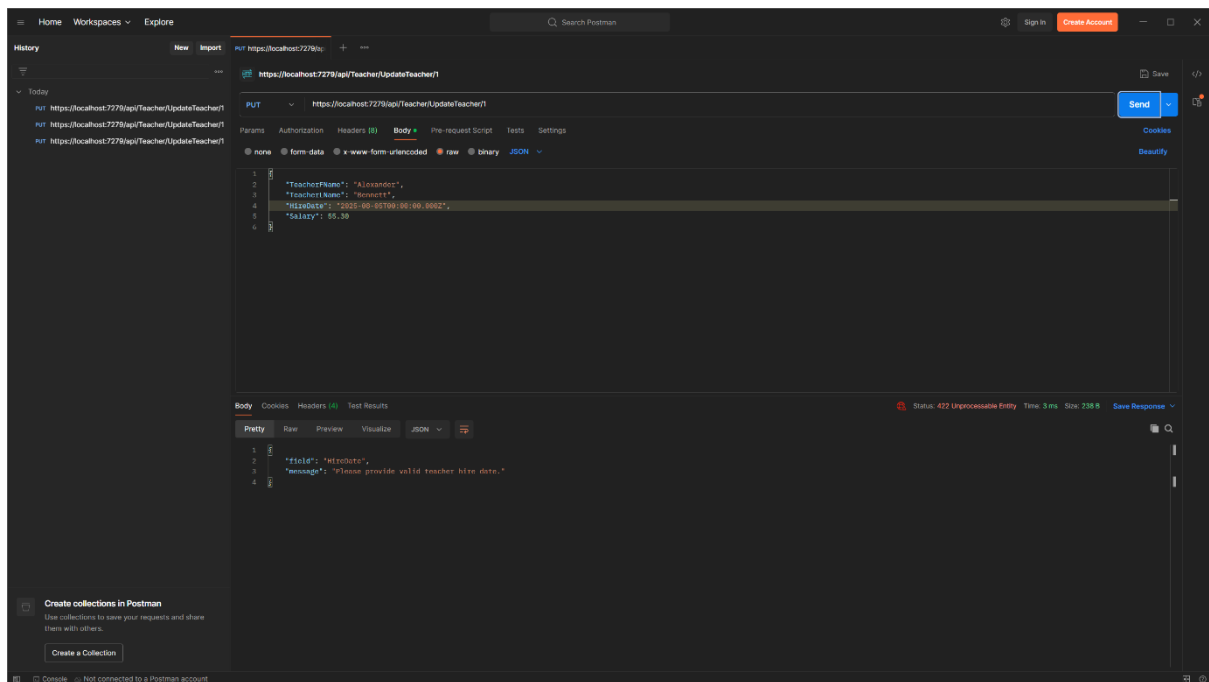 Home Workspaces Explore
Search Postman
Sign In Create Account
History New Import
PUT https://localhost:7279/ap
https://localhost:7279/api/Teacher/UpdateTeacher/1
Save
Today
PUT https://localhost:7279/api/Teacher/UpdateTeacher/1
PUT https://localhost:7279/api/Teacher/UpdateTeacher/1
PUT https://localhost:7279/api/Teacher/UpdateTeacher/1
PUT https://localhost:7279/api/Teacher/UpdateTeacher/1 Send
Params Authorization Headers (8) Body Pre-request Script Tests Settings Cookies
none form-data x-www-form-urlencoded raw binary JSON Beautify
1 {
2 "TeacherFName": "Alexander",
3 "TeacherLName": "Bennett",
4 "HireDate": "2025-08-05T00:00:00.000Z",
5 "Salary": 55.30
6 }
Body Cookies Headers (4) Test Results Status: 422 Unprocessable Entity Time: 3 ms Size: 238 B Save Response
Pretty Raw Preview Visualize JSON
1 {
2 "field": "HireDate",
3 "message": "Please provide valid teacher hire date."
4 }
Create collections in Postman
Use collections to save your requests and share
them with others.
Create a Collection
Console Not connected to a Postman account